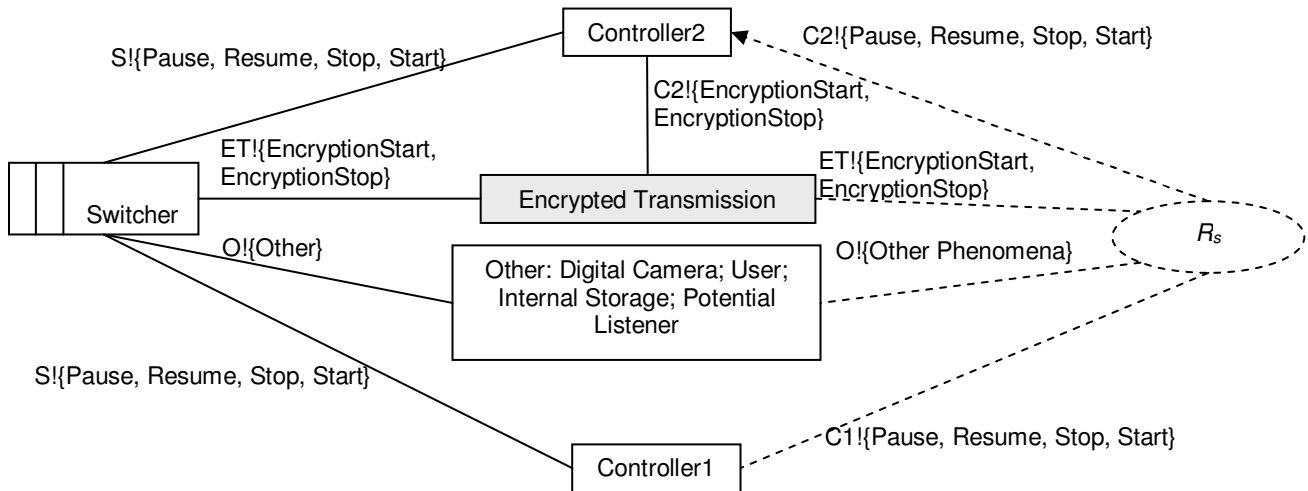 Controller2
C2!{Pause, Resume, Stop, Start}
S!{Pause, Resume, Stop, Start}
C2!{EncryptionStart,
EncryptionStop}
ET!{EncryptionStart,
EncryptionStop}
ET!{EncryptionStart,
EncryptionStop}
Encrypted Transmission
Switcher
Rs
O!{Other}
O!{Other Phenomena}
Other: Digital Camera; User;
Internal Storage; Potential
Listener
S!{Pause, Resume, Stop, Start}
C1!{Pause, Resume, Stop, Start}
Controller1